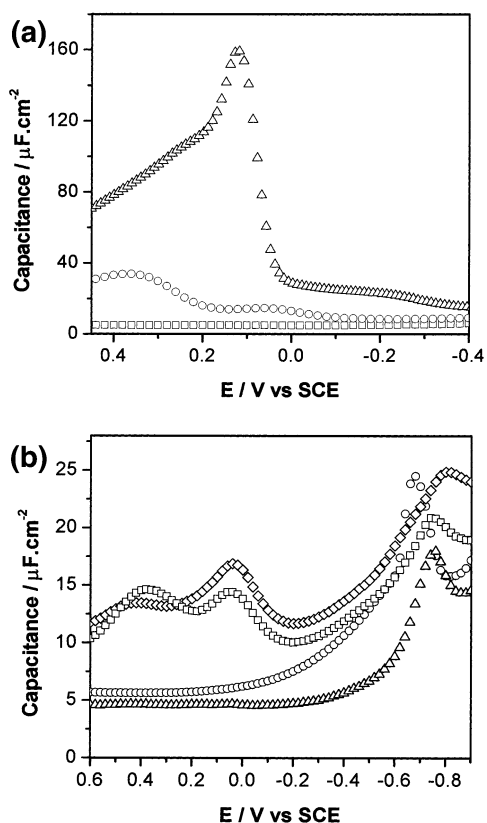 (a)
160
120
80
40
0
Capacitance / μF.cm-2
0.4 0.2 0.0 -0.2 -0.4
E / V vs SCE
(b)
25
20
15
10
5
0
Capacitance / μF.cm-2
0.6 0.4 0.2 0.0 -0.2 -0.4 -0.6 -0.8
E / V vs SCE